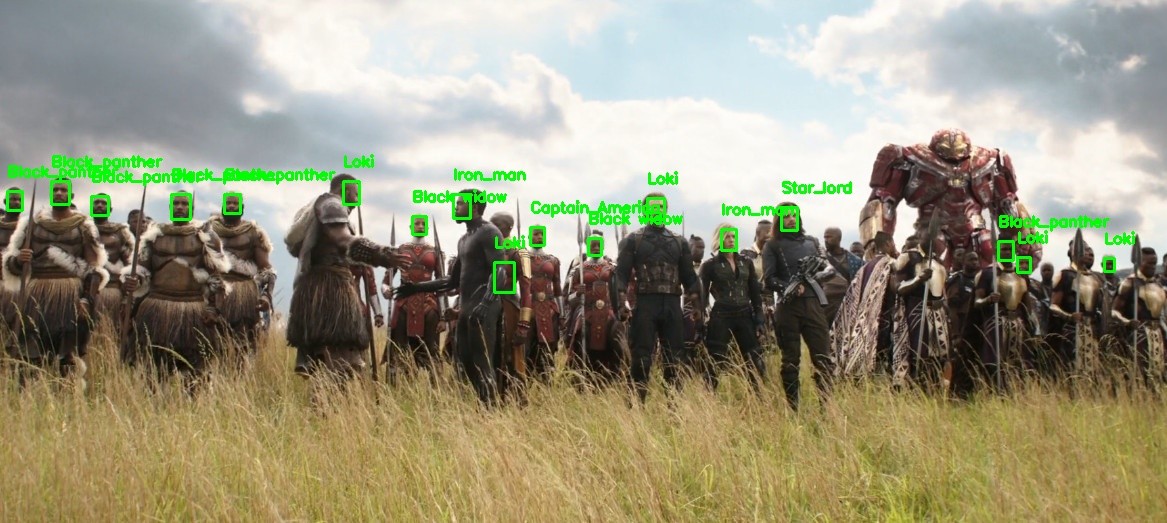 Black_panther
Black_panther
Black_panther
Black_panther
Black_panther
Loki
Black_widow
Iron_man
Loki
Captain_America
Black_widow
Loki
Iron_man
Star_lord
Black_panther
Loki
Loki